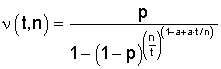 ν(t,n) = p / (1-(1-p)^((n/t)^(1-a+a·t/n)))